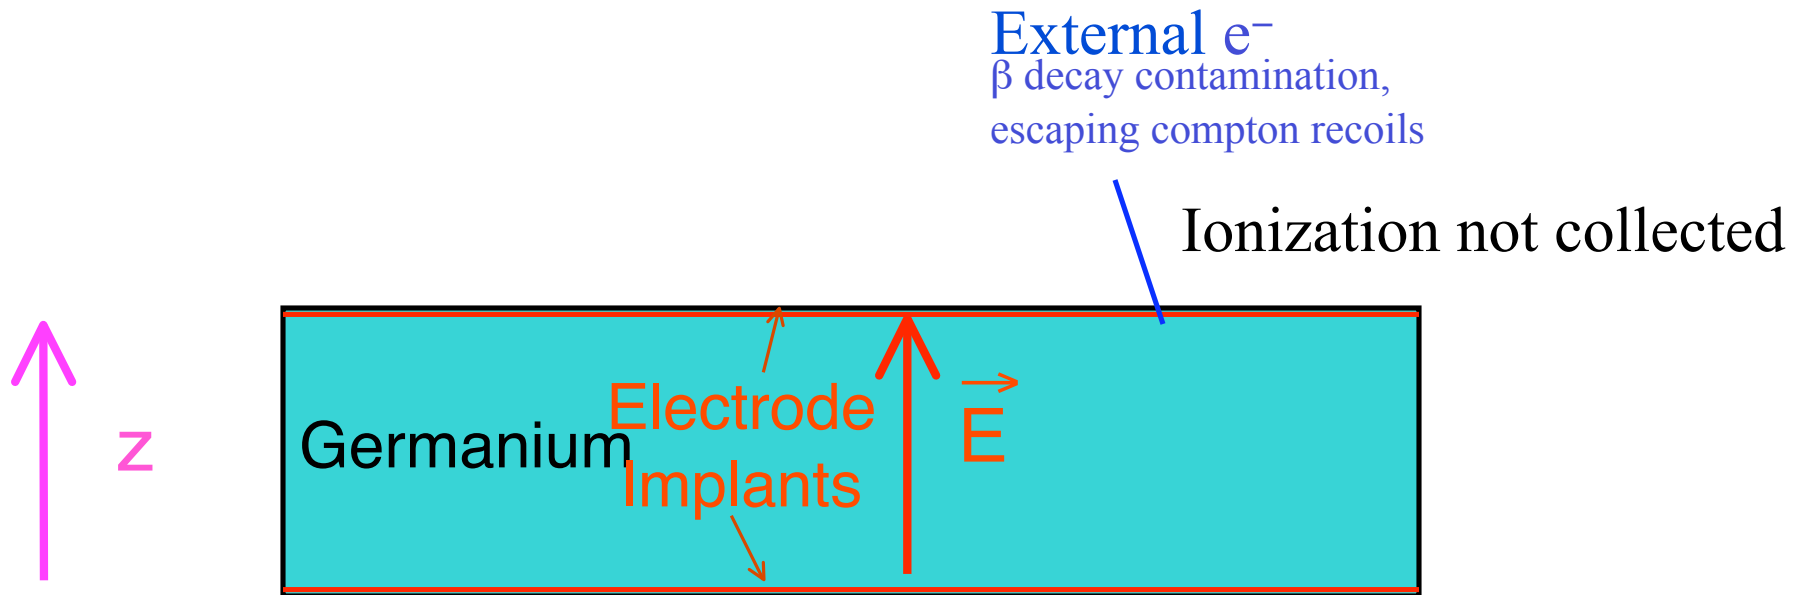 External e⁻
β decay contamination,
escaping compton recoils
Ionization not collected
z
Germanium
Electrode
Implants
E